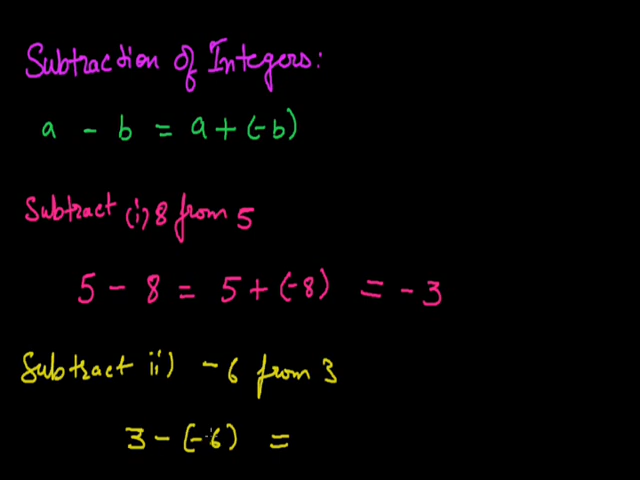 Subtraction of Integers:
a - b = a + (-b)
Subtract (i) 8 from 5
5 - 8 = 5 + (-8) = -3
Subtract ii) -6 from 3
3 - (-6) =